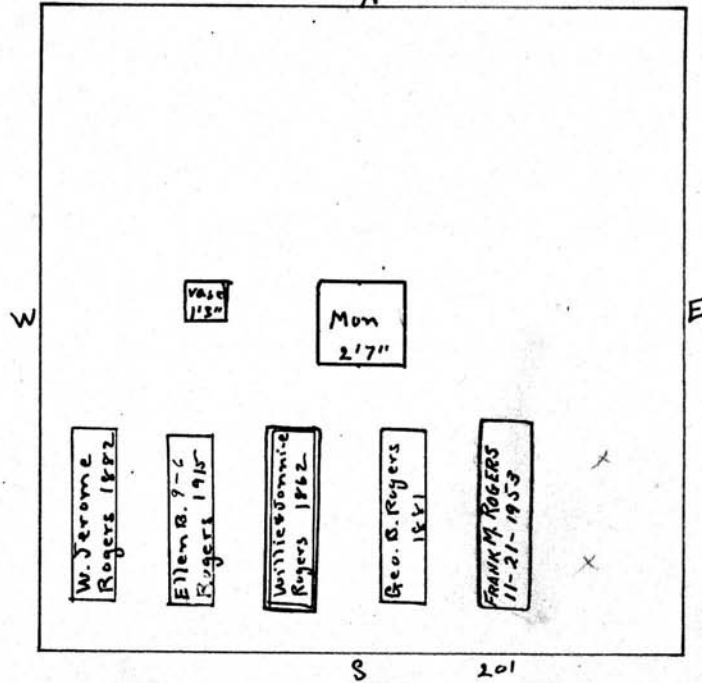 N
vase
1'3"
W
Mon
2'7"
E
W. Jerome
Rogers 1882
Ellen B. 9-6
Rogers 1915
Willie & Jonnie
Rogers 1862
Geo. B. Rogers
1881
FRANK M. ROGERS
11-21-1953
x
x
S
201